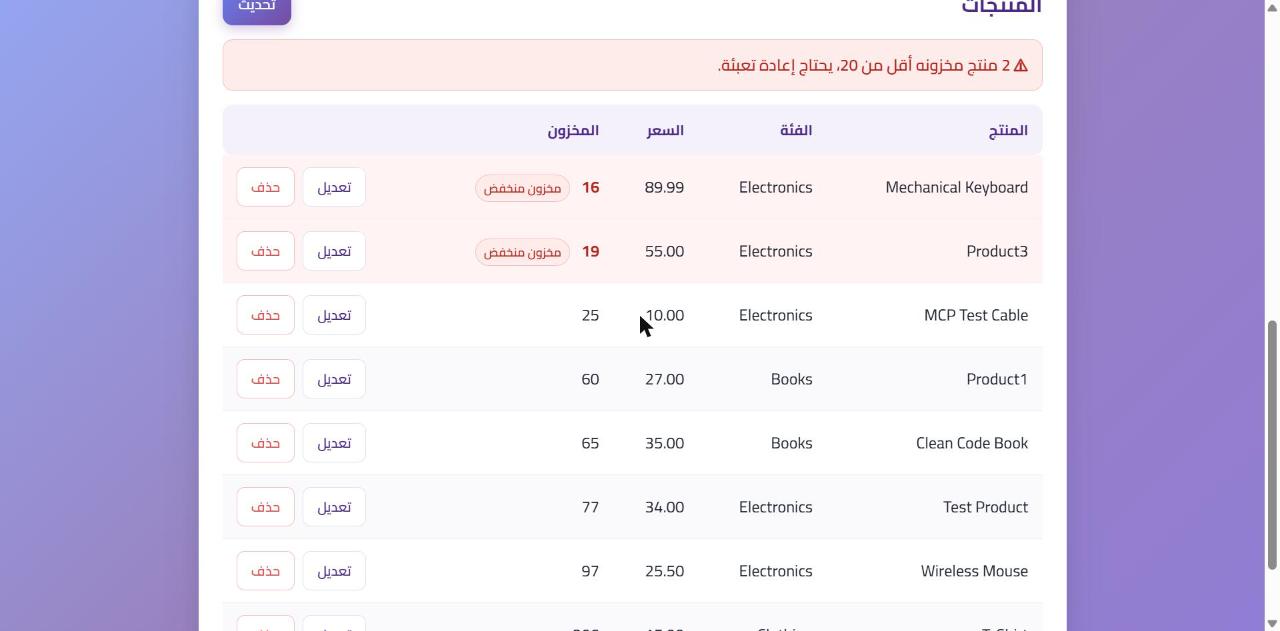 المنتجات تحديث
⚠ 2 منتج مخزونه أقل من 20، يحتاج إعادة تعبئة.
المنتج الفئة السعر المخزون
Mechanical Keyboard Electronics 89.99 16 مخزون منخفض تعديل حذف
Product3 Electronics 55.00 19 مخزون منخفض تعديل حذف
MCP Test Cable Electronics 10.00 25 تعديل حذف
Product1 Books 27.00 60 تعديل حذف
Clean Code Book Books 35.00 65 تعديل حذف
Test Product Electronics 34.00 77 تعديل حذف
Wireless Mouse Electronics 25.50 97 تعديل حذف